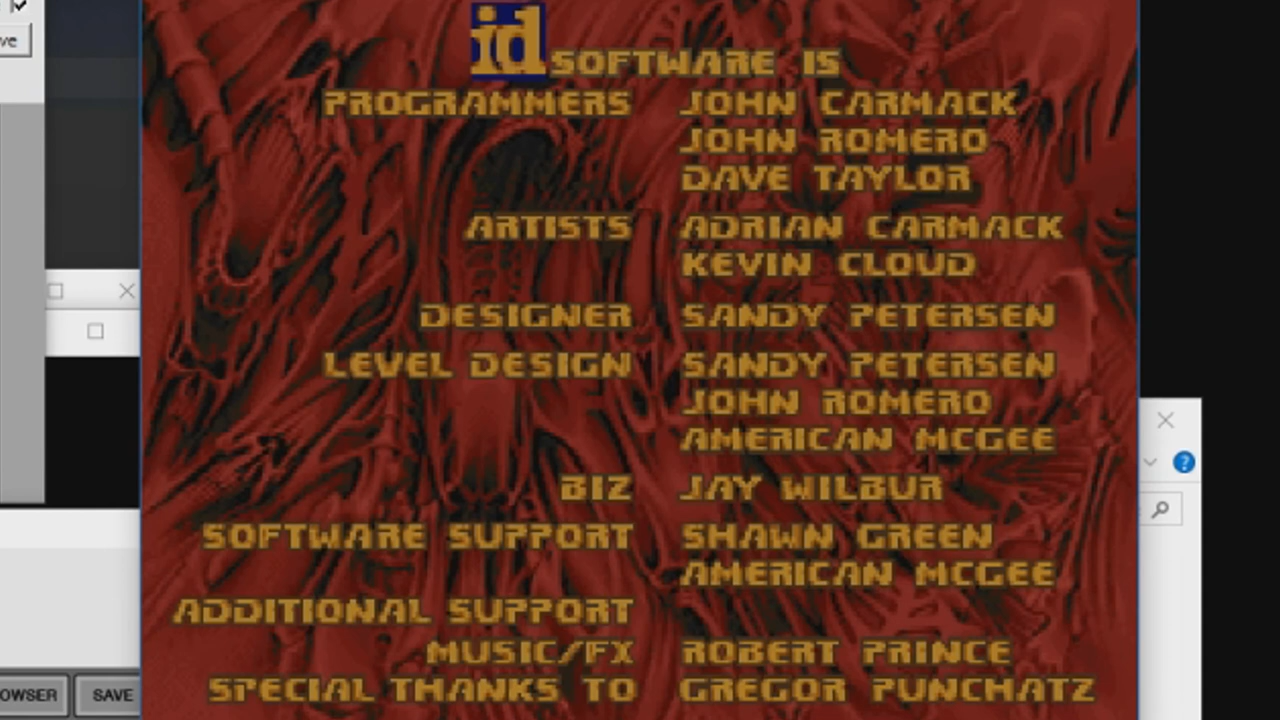 id SOFTWARE IS
PROGRAMMERS JOHN CARMACK
JOHN ROMERO
DAVE TAYLOR
ARTISTS ADRIAN CARMACK
KEVIN CLOUD
DESIGNER SANDY PETERSEN
LEVEL DESIGN SANDY PETERSEN
JOHN ROMERO
AMERICAN MCGEE
BIZ JAY WILBUR
SOFTWARE SUPPORT SHAWN GREEN
AMERICAN MCGEE
ADDITIONAL SUPPORT
MUSIC/FX ROBERT PRINCE
SPECIAL THANKS TO GREGOR PUNCHATZ
OWSER SAVE